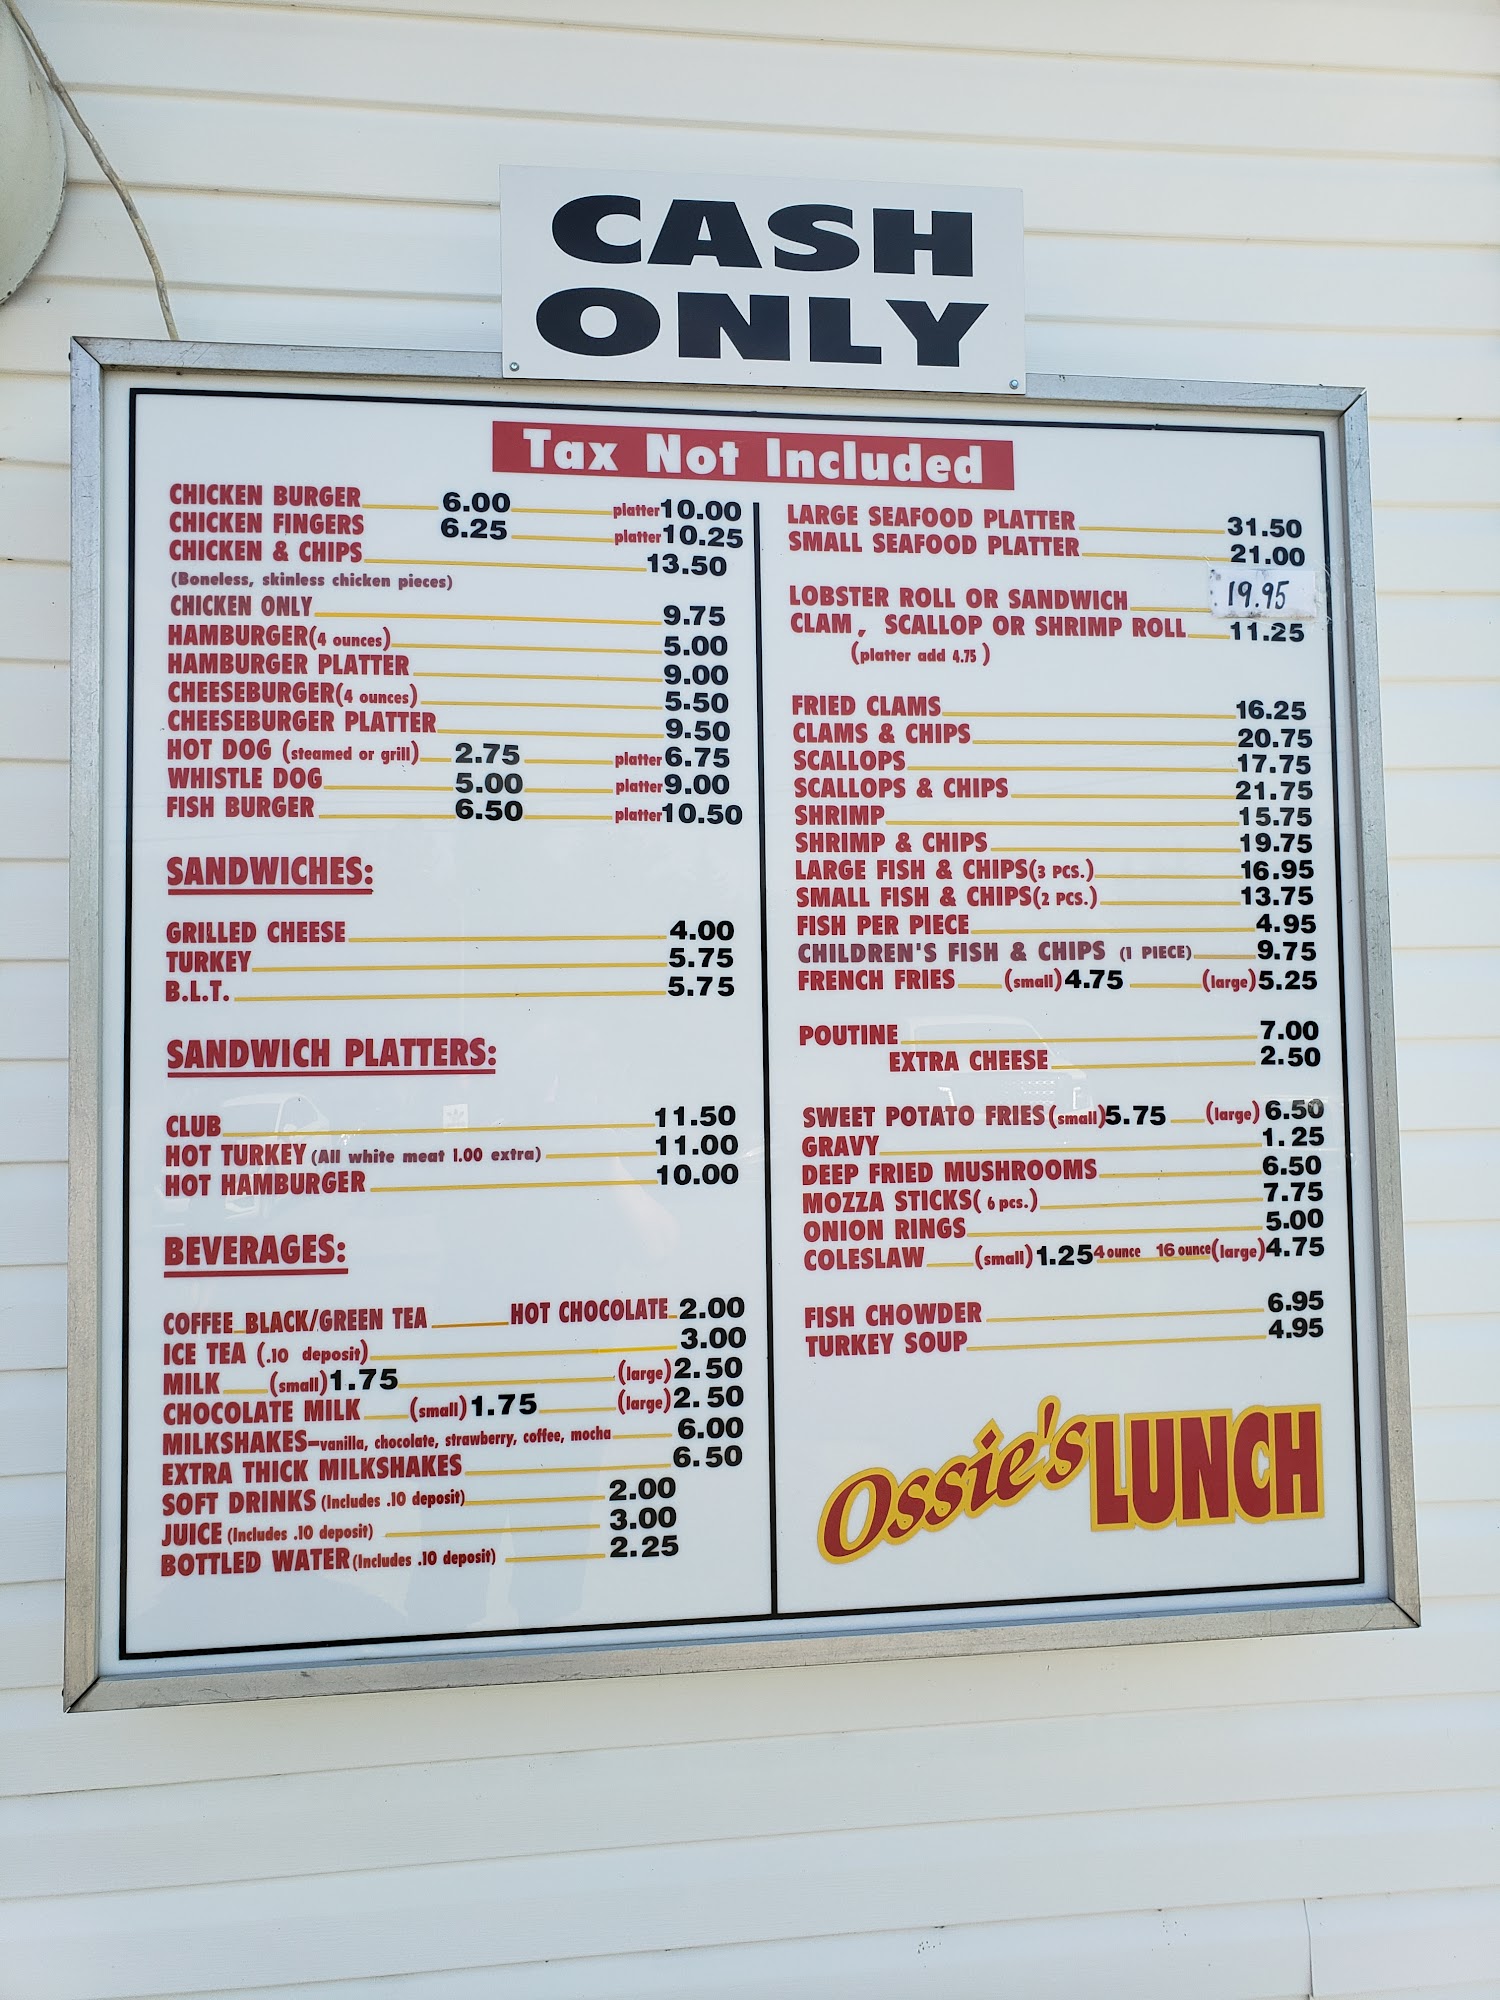 CASH
ONLY
Tax Not Included
CHICKEN BURGER 6.00 platter 10.00
CHICKEN FINGERS 6.25 platter 10.25
CHICKEN & CHIPS 13.50
(Boneless, skinless chicken pieces)
CHICKEN ONLY 9.75
HAMBURGER(4 ounces) 5.00
HAMBURGER PLATTER 9.00
CHEESEBURGER(4 ounces) 5.50
CHEESEBURGER PLATTER 9.50
HOT DOG (steamed or grill) 2.75 platter 6.75
WHISTLE DOG 5.00 platter 9.00
FISH BURGER 6.50 platter 10.50
SANDWICHES:
GRILLED CHEESE 4.00
TURKEY 5.75
B.L.T. 5.75
SANDWICH PLATTERS:
CLUB 11.50
HOT TURKEY (All white meat 1.00 extra) 11.00
HOT HAMBURGER 10.00
BEVERAGES:
COFFEE BLACK/GREEN TEA HOT CHOCOLATE 2.00
ICE TEA (.10 deposit) 3.00
MILK (small) 1.75 (large) 2.50
CHOCOLATE MILK (small) 1.75 (large) 2.50
MILKSHAKES-vanilla, chocolate, strawberry, coffee, mocha 6.00
EXTRA THICK MILKSHAKES 6.50
SOFT DRINKS (Includes .10 deposit) 2.00
JUICE (Includes .10 deposit) 3.00
BOTTLED WATER (Includes .10 deposit) 2.25
LARGE SEAFOOD PLATTER 31.50
SMALL SEAFOOD PLATTER 21.00
LOBSTER ROLL OR SANDWICH 19.95
CLAM, SCALLOP OR SHRIMP ROLL 11.25
(platter add 4.75)
FRIED CLAMS 16.25
CLAMS & CHIPS 20.75
SCALLOPS 17.75
SCALLOPS & CHIPS 21.75
SHRIMP 15.75
SHRIMP & CHIPS 19.75
LARGE FISH & CHIPS(3 PCS.) 16.95
SMALL FISH & CHIPS(2 PCS.) 13.75
FISH PER PIECE 4.95
CHILDREN'S FISH & CHIPS (1 PIECE) 9.75
FRENCH FRIES (small) 4.75 (large) 5.25
POUTINE 7.00
EXTRA CHEESE 2.50
SWEET POTATO FRIES (small) 5.75 (large) 6.50
GRAVY 1.25
DEEP FRIED MUSHROOMS 6.50
MOZZA STICKS( 6 pcs.) 7.75
ONION RINGS 5.00
COLESLAW (small) 1.25 4 ounce 16 ounce (large) 4.75
FISH CHOWDER 6.95
TURKEY SOUP 4.95
Ossie's LUNCH